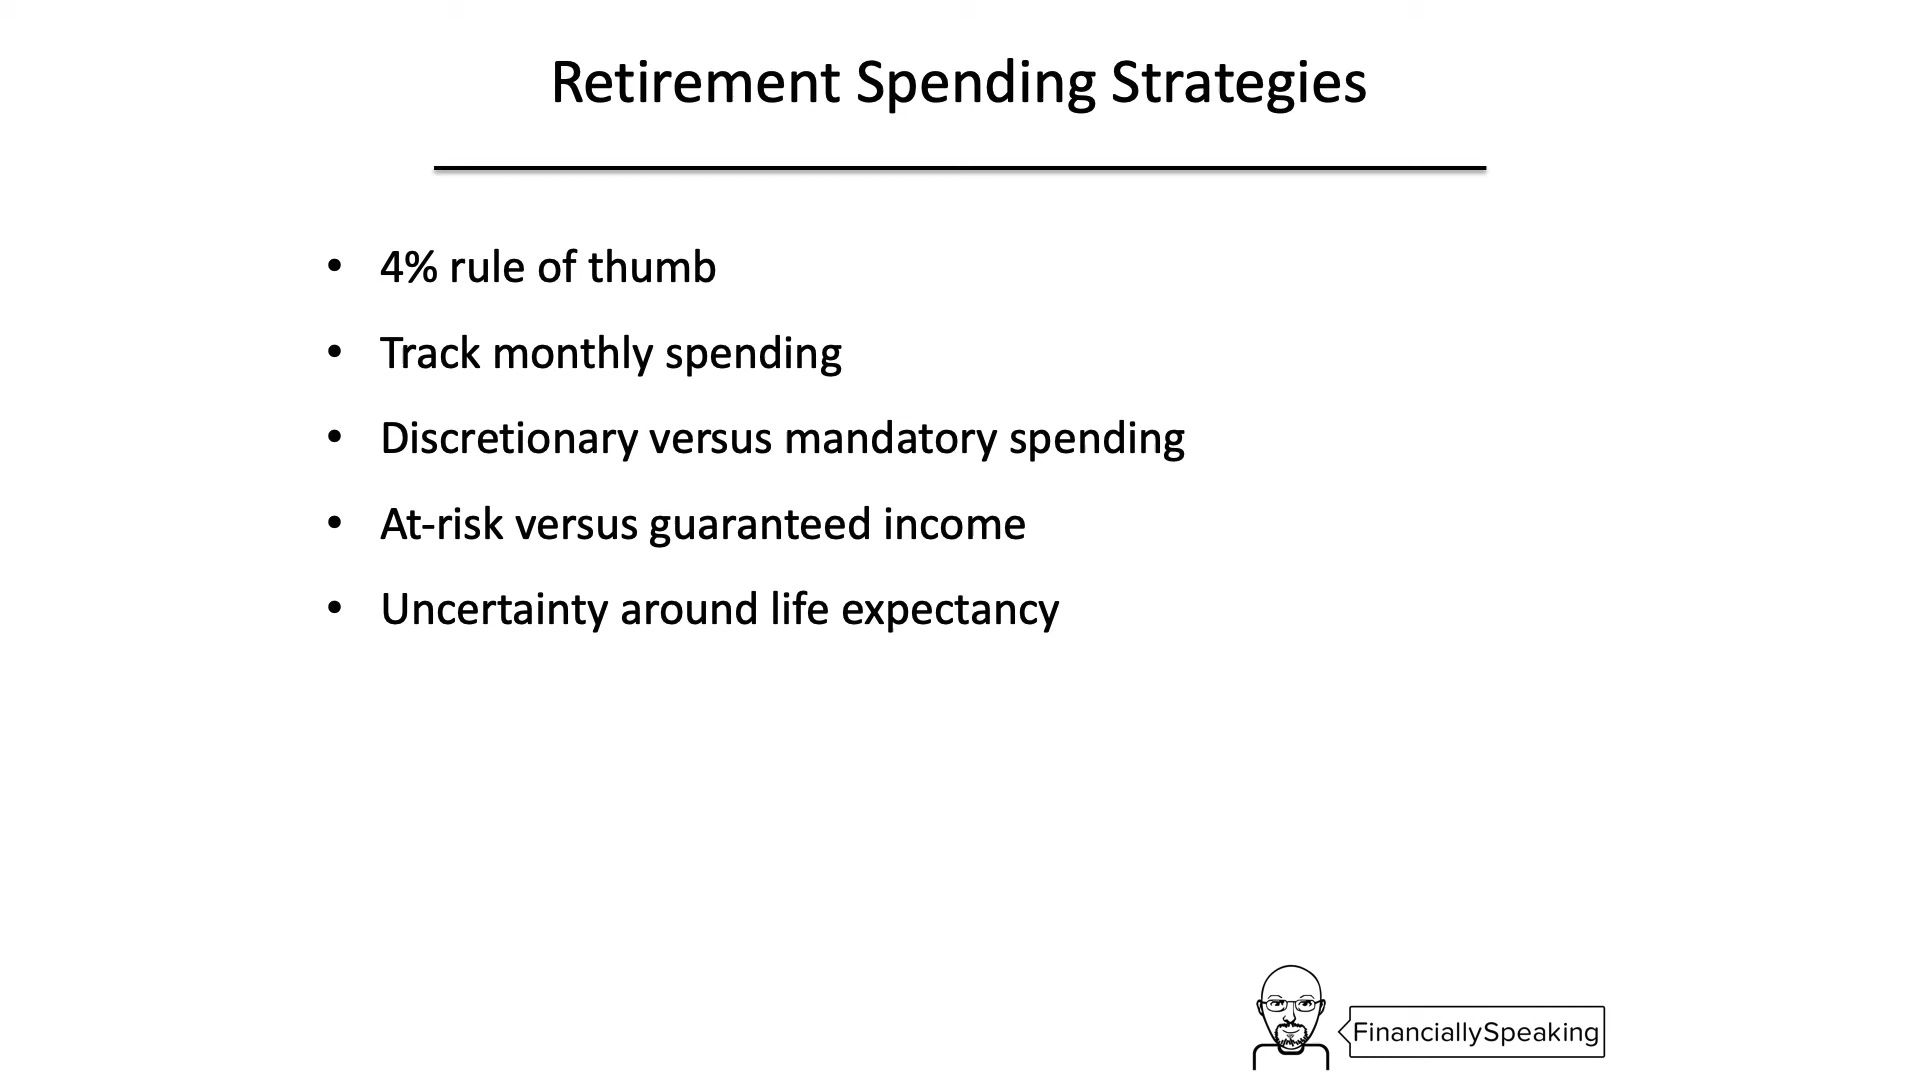 Retirement Spending Strategies
• 4% rule of thumb
• Track monthly spending
• Discretionary versus mandatory spending
• At-risk versus guaranteed income
• Uncertainty around life expectancy
FinanciallySpeaking